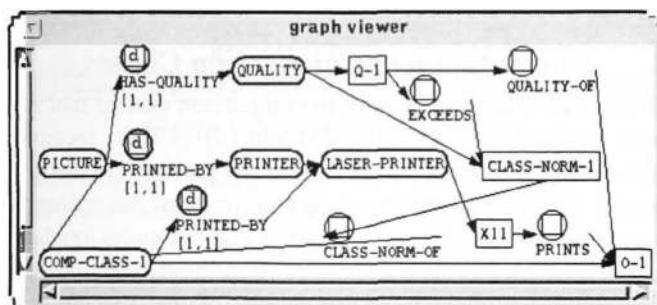 graph viewer
d
HAS-QUALITY
[1,1]
QUALITY
Q-1
QUALITY-OF
EXCEEDS
PICTURE
d
PRINTED-BY
[1,1]
PRINTER
LASER-PRINTER
CLASS-NORM-1
d
PRINTED-BY
[1,1]
CLASS-NORM-OF
X11
PRINTS
COMP-CLASS-1
O-1